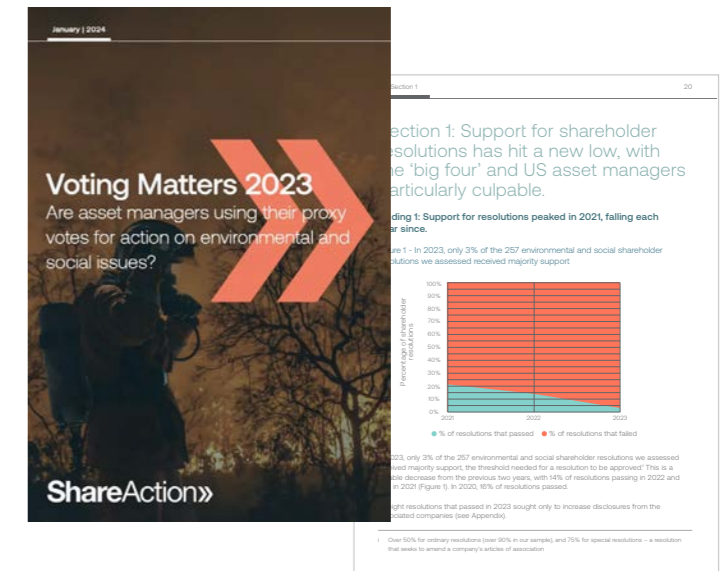 January | 2024
Voting Matters 2023
Are asset managers using their proxy
votes for action on environmental and
social issues?
ShareAction»
Section 1
20
ection 1: Support for shareholder
esolutions has hit a new low, with
e ‘big four’ and US asset managers
articularly culpable.
ding 1: Support for resolutions peaked in 2021, falling each
ar since.
ure 1 - In 2023, only 3% of the 257 environmental and social shareholder
olutions we assessed received majority support
Percentage of shareholder
resolutions
100%
90%
80%
70%
60%
50%
40%
30%
20%
10%
0%
2021 2022 2023
% of resolutions that passed % of resolutions that failed
023, only 3% of the 257 environmental and social shareholder resolutions we assessed
ived majority support, the threshold needed for a resolution to be approved.ⁱ This is a
able decrease from the previous two years, with 14% of resolutions passing in 2022 and
in 2021 (Figure 1). In 2020, 16% of resolutions passed.
ight resolutions that passed in 2023 sought only to increase disclosures from the
ociated companies (see Appendix).
i Over 50% for ordinary resolutions (over 90% in our sample), and 75% for special resolutions – a resolution
that seeks to amend a company's articles of association